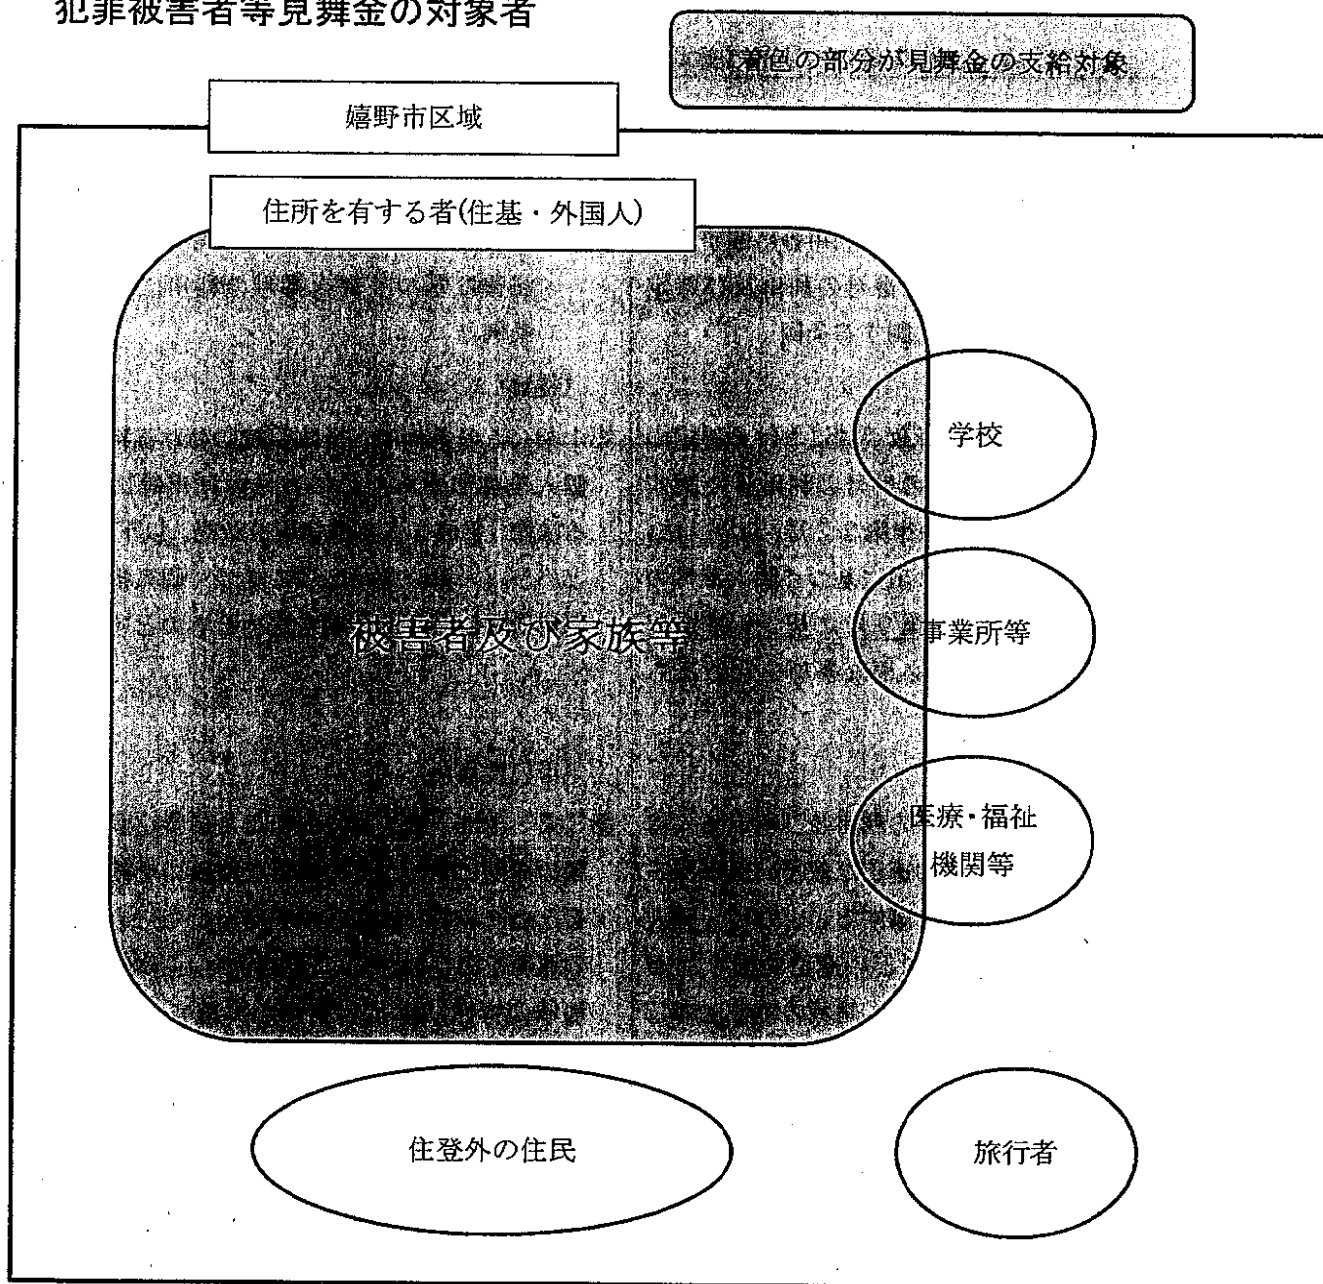 犯罪被害者等見舞金の対象者
着色の部分が見舞金の支給対象
嬉野市区域
住所を有する者(住基・外国人)
学校
被害者及び家族等
事業所等
医療・福祉
機関等
住登外の住民
旅行者